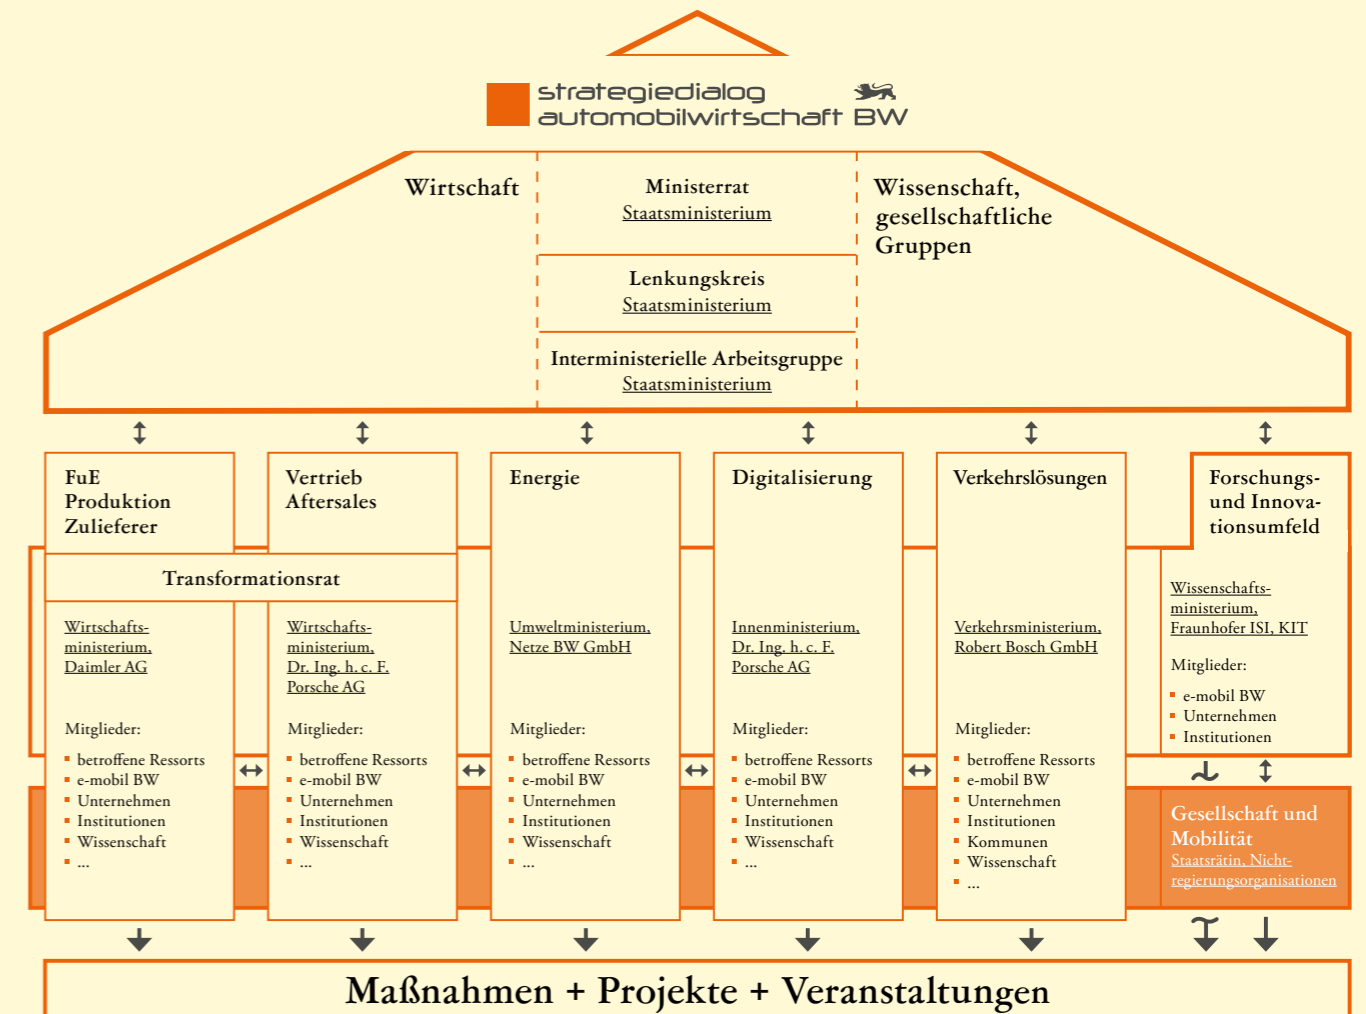 strategiedialog
automobilwirtschaft BW
Wirtschaft
Ministerrat
Staatsministerium
Lenkungskreis
Staatsministerium
Interministerielle Arbeitsgruppe
Staatsministerium
Wissenschaft,
gesellschaftliche
Gruppen
FuE
Produktion
Zulieferer
Vertrieb
Aftersales
Transformationsrat
Wirtschafts-
ministerium,
Daimler AG
Mitglieder:
betroffene Ressorts
e-mobil BW
Unternehmen
Institutionen
Wissenschaft
...
Wirtschafts-
ministerium,
Dr. Ing. h. c. F.
Porsche AG
Mitglieder:
betroffene Ressorts
e-mobil BW
Unternehmen
Institutionen
Wissenschaft
...
Energie
Umweltministerium,
Netze BW GmbH
Mitglieder:
betroffene Ressorts
e-mobil BW
Unternehmen
Institutionen
Wissenschaft
...
Digitalisierung
Innenministerium,
Dr. Ing. h. c. F.
Porsche AG
Mitglieder:
betroffene Ressorts
e-mobil BW
Unternehmen
Institutionen
Wissenschaft
...
Verkehrslösungen
Verkehrsministerium,
Robert Bosch GmbH
Mitglieder:
betroffene Ressorts
e-mobil BW
Unternehmen
Institutionen
Kommunen
Wissenschaft
...
Forschungs-
und Innova-
tionsumfeld
Wissenschafts-
ministerium,
Fraunhofer ISI, KIT
Mitglieder:
e-mobil BW
Unternehmen
Institutionen
Gesellschaft und
Mobilität
Staatsrätin, Nicht-
regierungsorganisationen
Maßnahmen + Projekte + Veranstaltungen